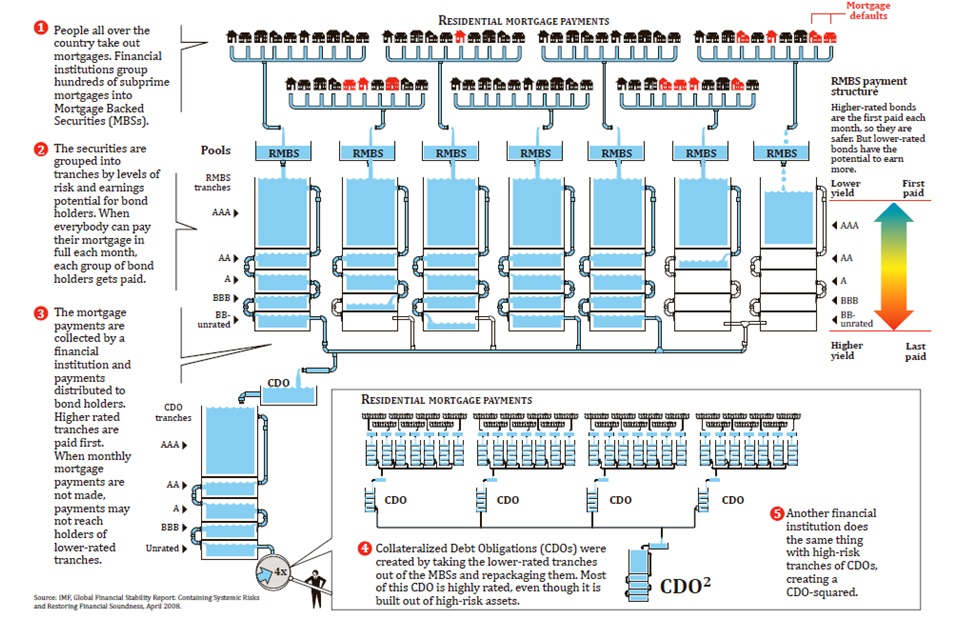 RESIDENTIAL MORTGAGE PAYMENTS
Mortgage
defaults
1 People all over the
country take out
mortgages. Financial
institutions group
hundreds of subprime
mortgages into
Mortgage Backed
Securities (MBSs).
RMBS payment
structure
Higher-rated bonds
are the first paid each
month, so they are
safer. But lower-rated
bonds have the
potential to earn
more.
Lower
yield
First
paid
AAA
AA
A
BBB
BB-
unrated
Higher
yield
Last
paid
Pools
RMBS
RMBS
RMBS
RMBS
RMBS
RMBS
RMBS
RMBS
tranches
AAA
AA
A
BBB
BB-
unrated
2 The securities are
grouped into
tranches by levels of
risk and earnings
potential for bond
holders. When
everybody can pay
their mortgage in
full each month,
each group of bond
holders gets paid.
3 The mortgage
payments are
collected by a
financial
institution and
payments
distributed to
bond holders.
Higher rated
tranches are
paid first.
When monthly
mortgage
payments are
not made,
payments may
not reach
holders of
lower-rated
tranches.
CDO
CDO
tranches
AAA
AA
A
BBB
Unrated
4x
RESIDENTIAL MORTGAGE PAYMENTS
CDO
CDO
CDO
CDO
4 Collateralized Debt Obligations (CDOs) were
created by taking the lower-rated tranches
out of the MBSs and repackaging them. Most
of this CDO is highly rated, even though it is
built out of high-risk assets.
CDO²
5 Another financial
institution does
the same thing
with high-risk
tranches of CDOs,
creating a
CDO-squared.
Source: IMF, Global Financial Stability Report: Containing Systemic Risks
and Restoring Financial Soundness, April 2008.